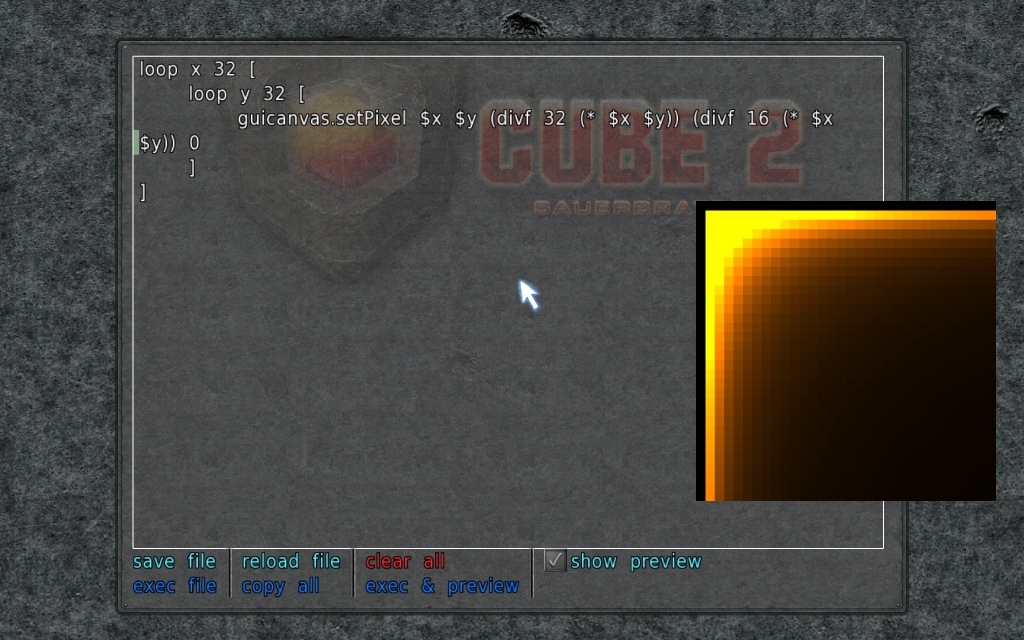 loop x 32 [
loop y 32 [
guicanvas.setPixel $x $y (divf 32 (* $x $y)) (divf 16 (* $x
$y)) 0
]
]
CUBE 2
save file
reload file
clear all
show preview
exec file
copy all
exec & preview